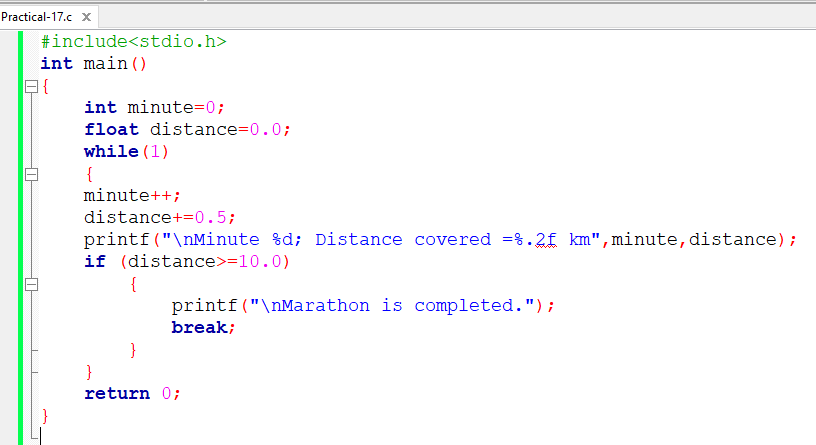 Practical-17.c
#include<stdio.h>
int main()
{
    int minute=0;
    float distance=0.0;
    while(1)
    {
    minute++;
    distance+=0.5;
    printf("\nMinute %d; Distance covered =%.2f km",minute,distance);
    if (distance>=10.0)
        {
            printf("\nMarathon is completed.");
            break;
        }
    }
    return 0;
}